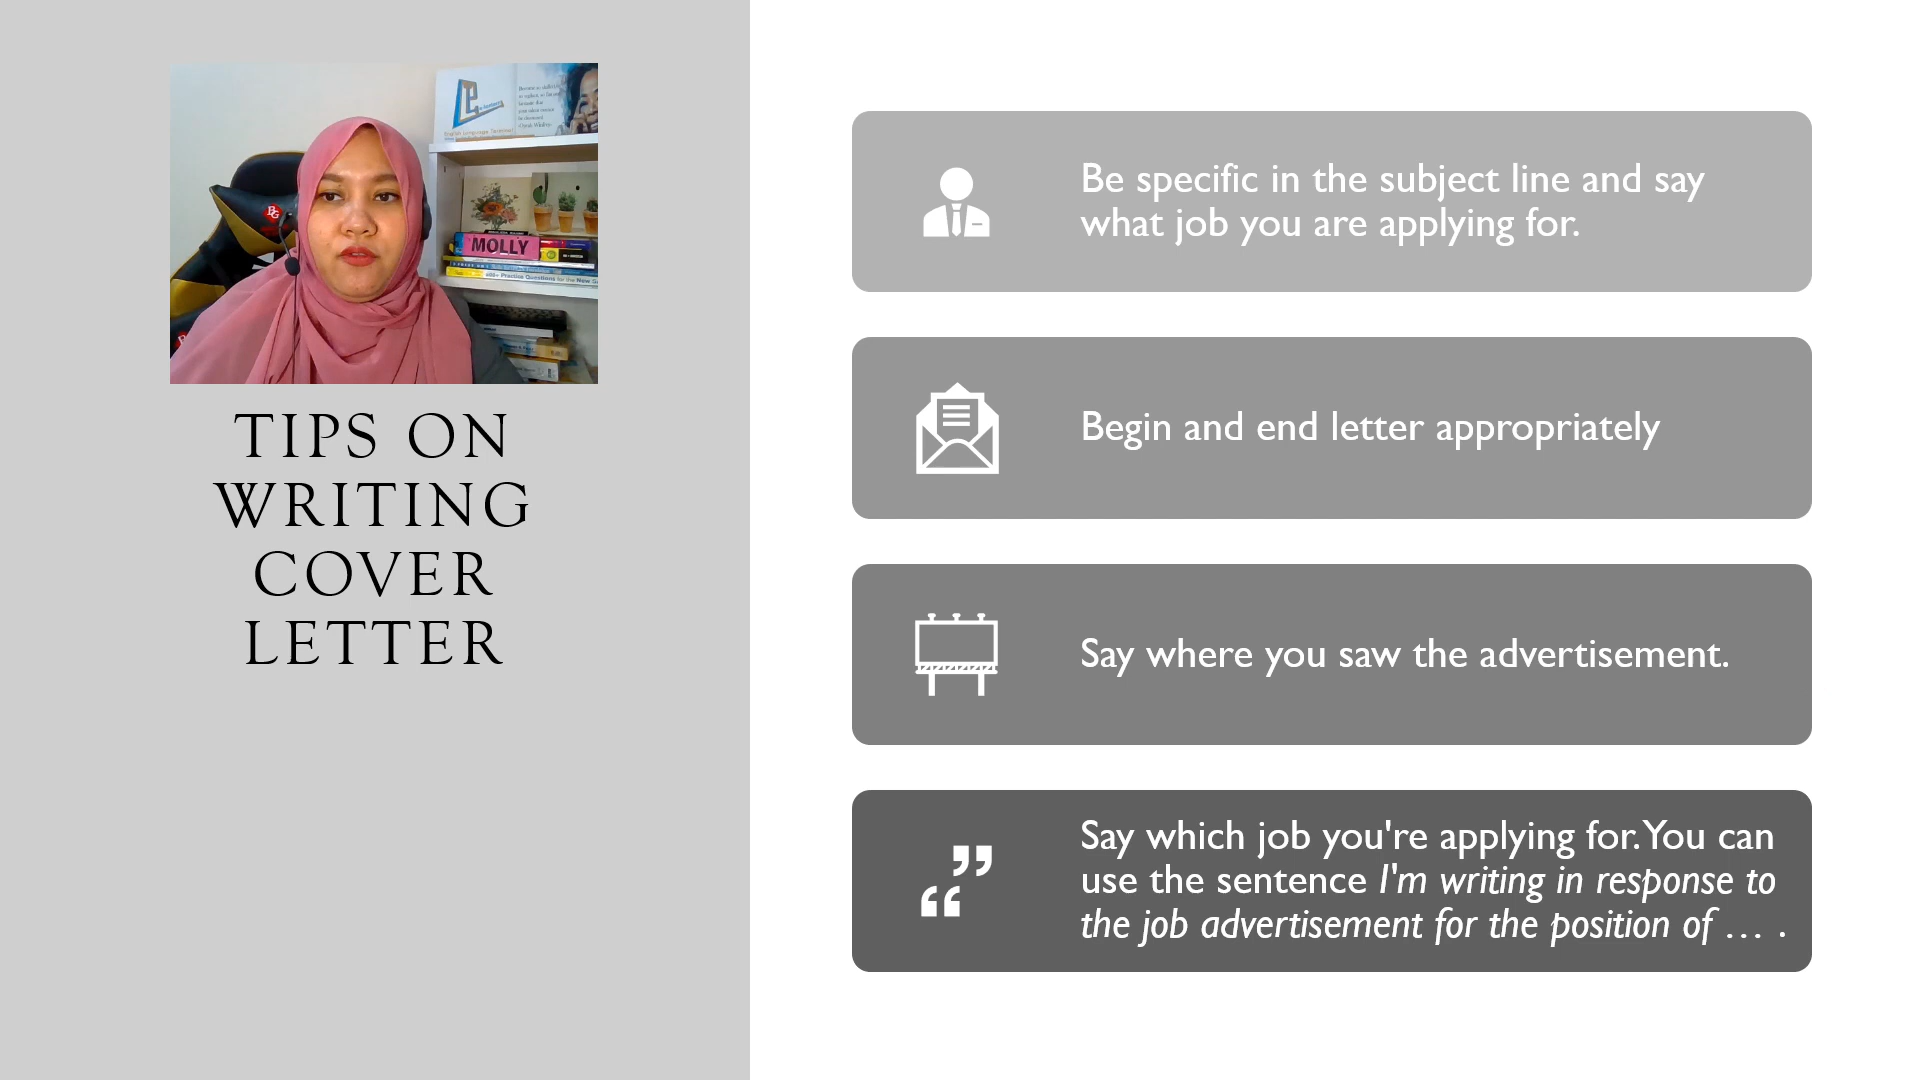 TIPS ON
WRITING
COVER
LETTER
Be specific in the subject line and say
what job you are applying for.
Begin and end letter appropriately
Say where you saw the advertisement.
Say which job you're applying for. You can
use the sentence I'm writing in response to
the job advertisement for the position of … .
MOLLY